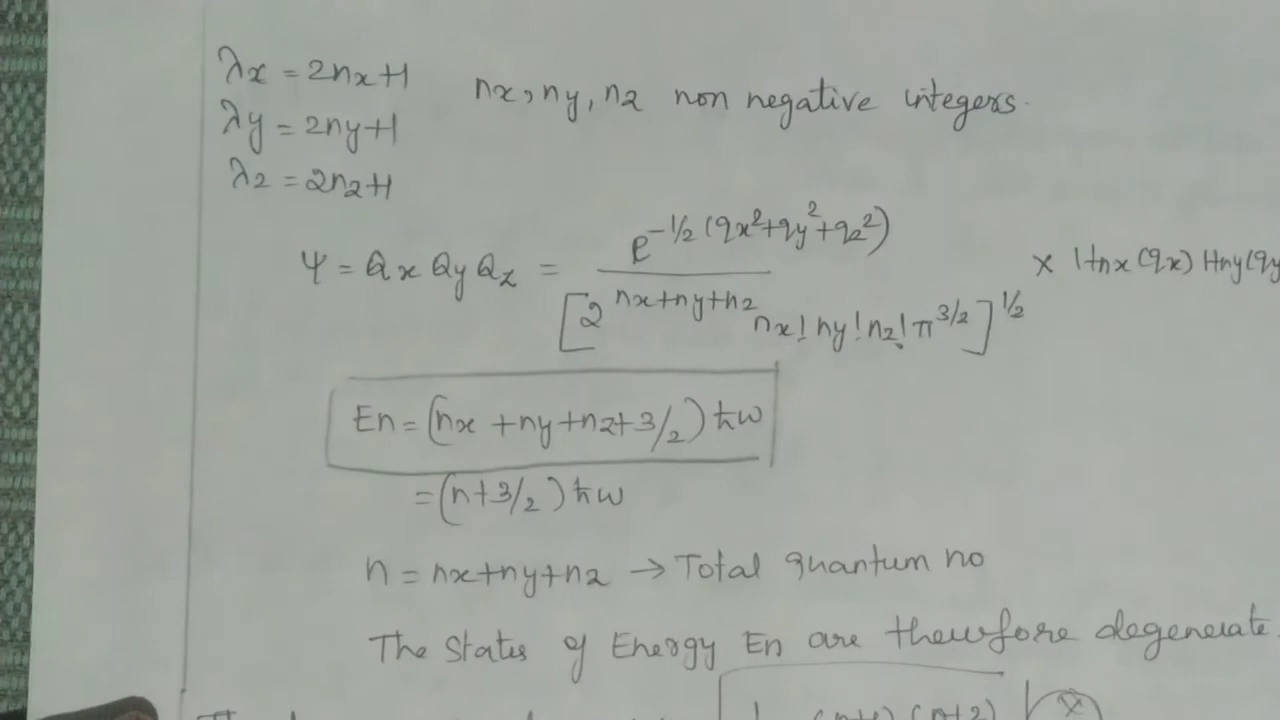 λx = 2nx+1
λy = 2ny+1
λz = 2nz+1
nx, ny, nz non negative integers.
Ψ = Qx Qy Qz = e^{-1/2 (qx²+qy²+qz²)} / [2^{nx+ny+nz} nx! ny! nz! π^{3/2}]^{1/2} × Hnx (qx) Hny (qy
En = (nx +ny+nz+3/2) ħω
= (n+3/2) ħω
n = nx+ny+nz → Total quantum no
The States of Energy En are therefore degenerate.
(n+1) (n+2)